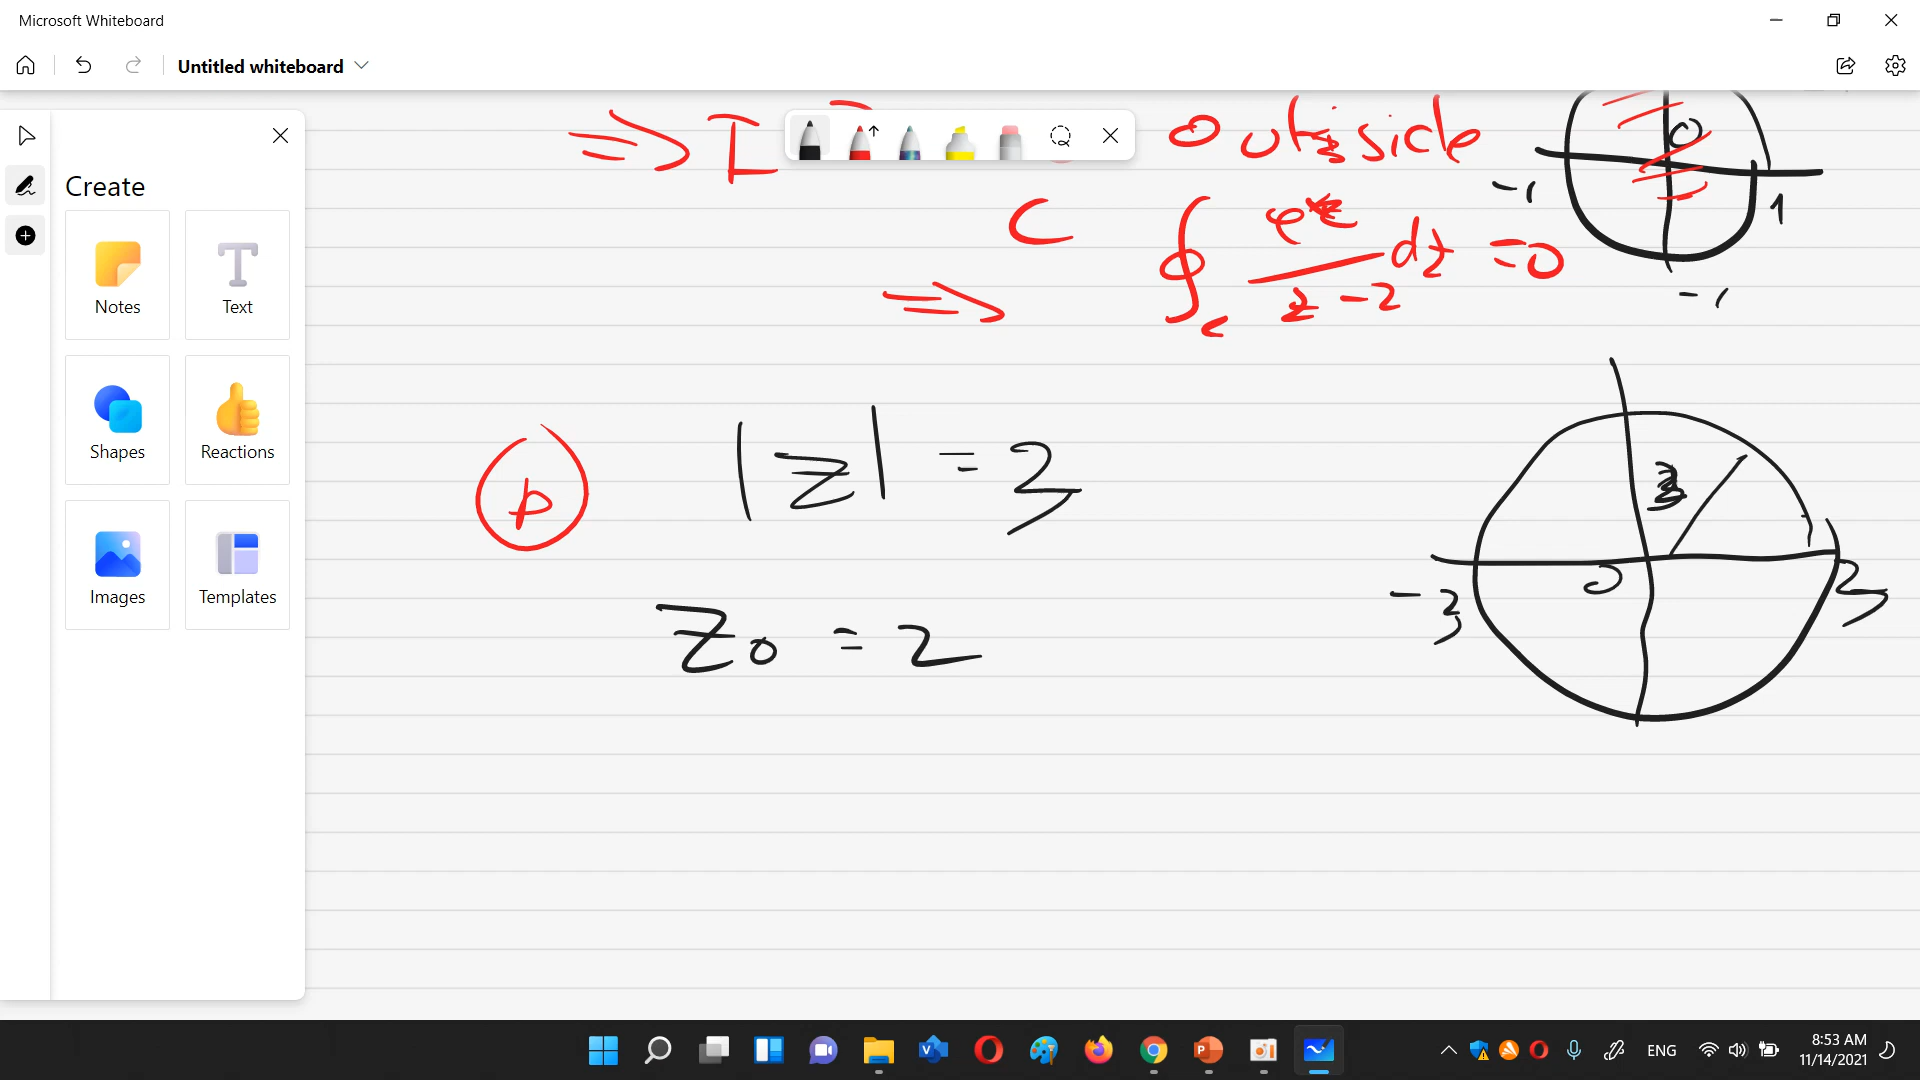 Microsoft Whiteboard
Untitled whiteboard
Create
Notes
Text
Shapes
Reactions
Images
Templates
=> I
outside
C
0
-1
1
-1
=> ∮c e^z / z-2 dz = 0
b
|z| = 3
z0 = 2
3
0
-3
3
ENG
8:53 AM
11/14/2021